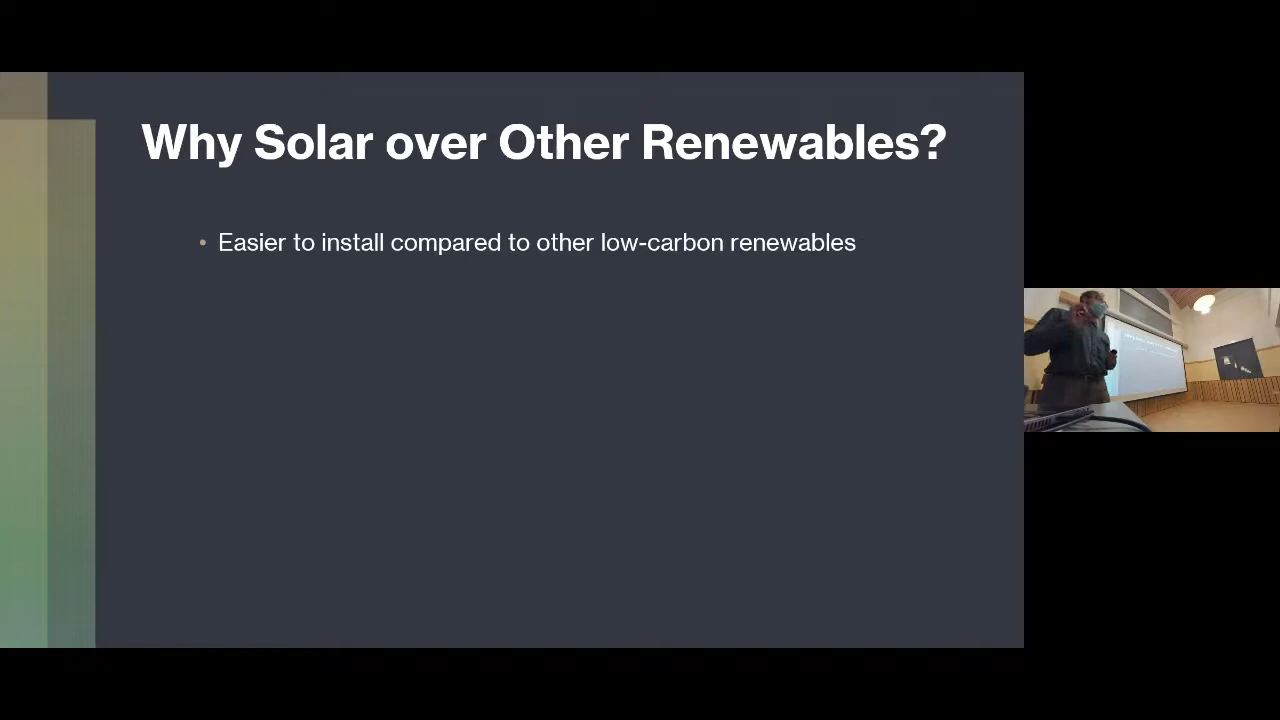 Why Solar over Other Renewables?
• Easier to install compared to other low-carbon renewables